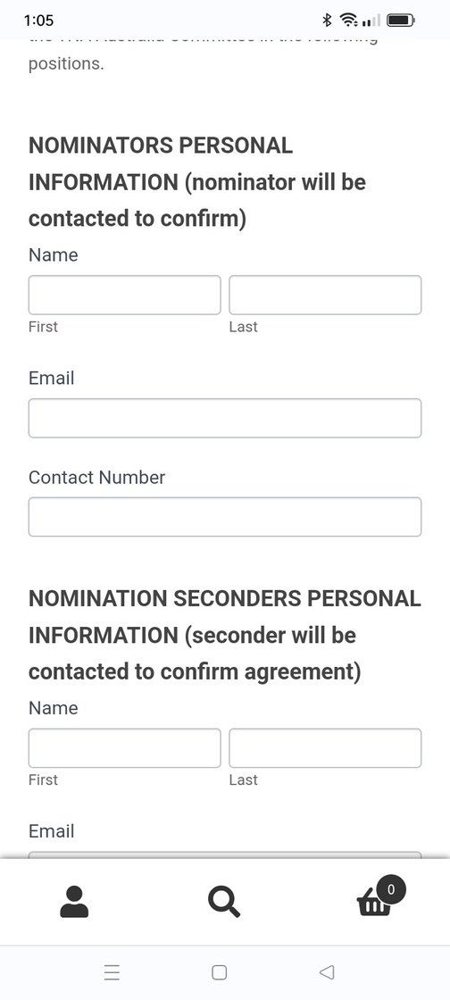 1:05
positions.
NOMINATORS PERSONAL
INFORMATION (nominator will be
contacted to confirm)
Name
First
Last
Email
Contact Number
NOMINATION SECONDERS PERSONAL
INFORMATION (seconder will be
contacted to confirm agreement)
Name
First
Last
Email
0